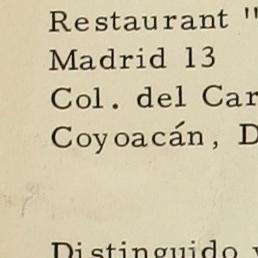 Restaurant "
Madrid 13
Col. del Car
Coyoacán, D
Distinguido